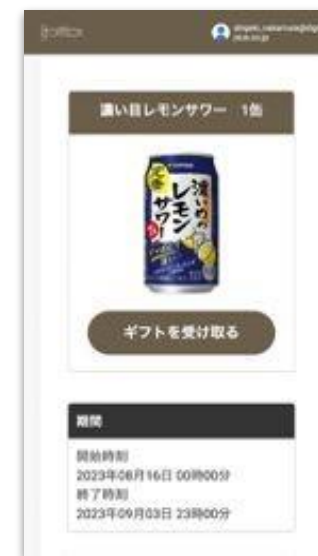 濃い目レモンサワー 1缶
濃いめの
レモン
サワー
ギフトを受け取る
期間
開始時刻
2023年08月16日 00時00分
終了時刻
2023年09月03日 23時00分